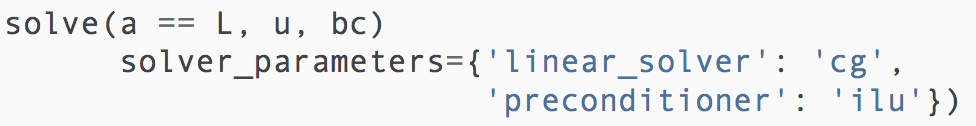 solve(a == L, u, bc)
solver_parameters={'linear_solver': 'cg',
'preconditioner': 'ilu'})